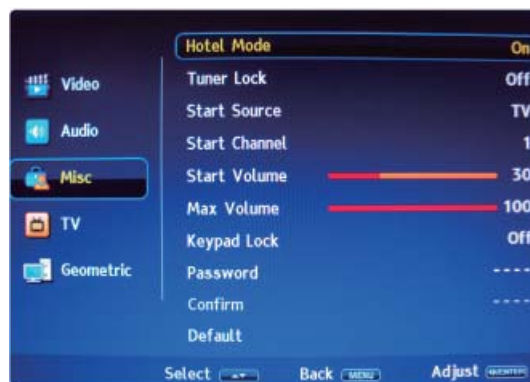 Video
Audio
Misc
TV
Geometric
Hotel Mode On
Tuner Lock Off
Start Source TV
Start Channel 1
Start Volume 30
Max Volume 100
Keypad Lock Off
Password ----
Confirm ----
Default
Select Back MENU Adjust